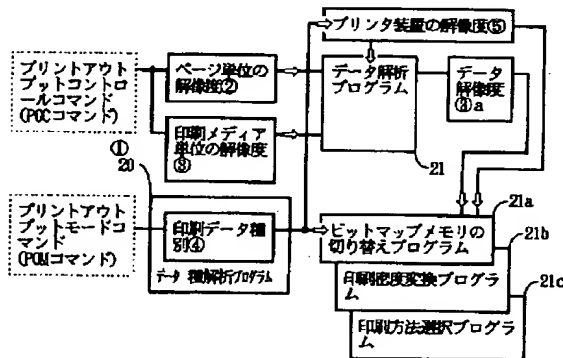 プリンタ装置の解像度⑤
プリントアウト
プットコントロ
ールコマンド
(POCコマンド)
ページ単位の
解像度②
データ解析
プログラム
データ
解像度
③a
印刷メディア
単位の解像度
③
①
20
21
プリントアウト
プットモードコ
マンド
(POMコマンド)
印刷データ種
別④
データ種解析プログラム
21a
ビットマップメモリの
切り替えプログラム
21b
印刷密度変換プログラ
ム
21c
印刷方法選択プログラム